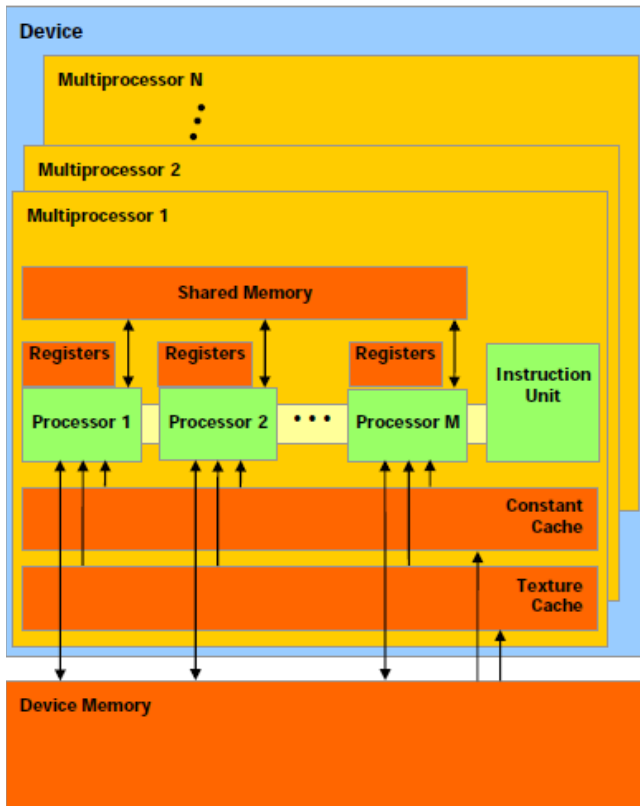 Device
Multiprocessor N
Multiprocessor 2
Multiprocessor 1
Shared Memory
Registers
Registers
Registers
Instruction
Unit
Processor 1
Processor 2
Processor M
Constant
Cache
Texture
Cache
Device Memory